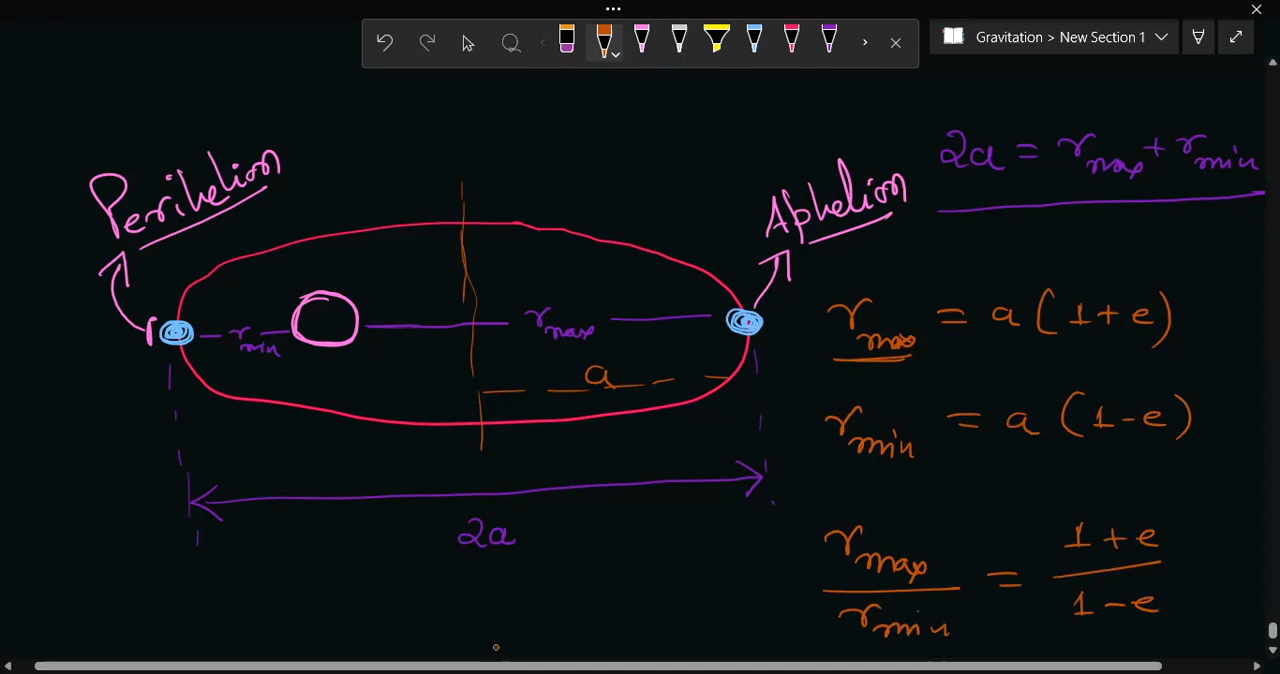 Gravitation > New Section 1
Perihelion
Aphelion
2a = rmax + rmin
rmin
rmax
a
rmax = a (1+e)
rmin = a (1-e)
2a
rmax/rmin = 1+e/1-e